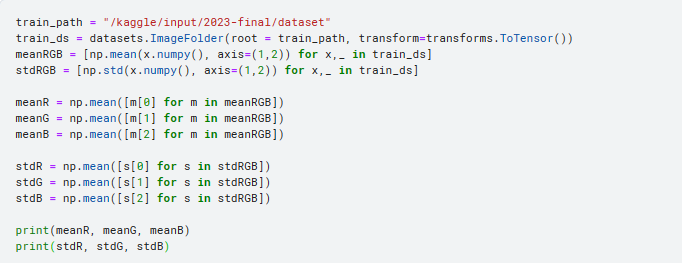 train_path = "/kaggle/input/2023-final/dataset"
train_ds = datasets.ImageFolder(root = train_path, transform=transforms.ToTensor())
meanRGB = [np.mean(x.numpy(), axis=(1,2)) for x,_ in train_ds]
stdRGB = [np.std(x.numpy(), axis=(1,2)) for x,_ in train_ds]

meanR = np.mean([m[0] for m in meanRGB])
meanG = np.mean([m[1] for m in meanRGB])
meanB = np.mean([m[2] for m in meanRGB])

stdR = np.mean([s[0] for s in stdRGB])
stdG = np.mean([s[1] for s in stdRGB])
stdB = np.mean([s[2] for s in stdRGB])

print(meanR, meanG, meanB)
print(stdR, stdG, stdB)